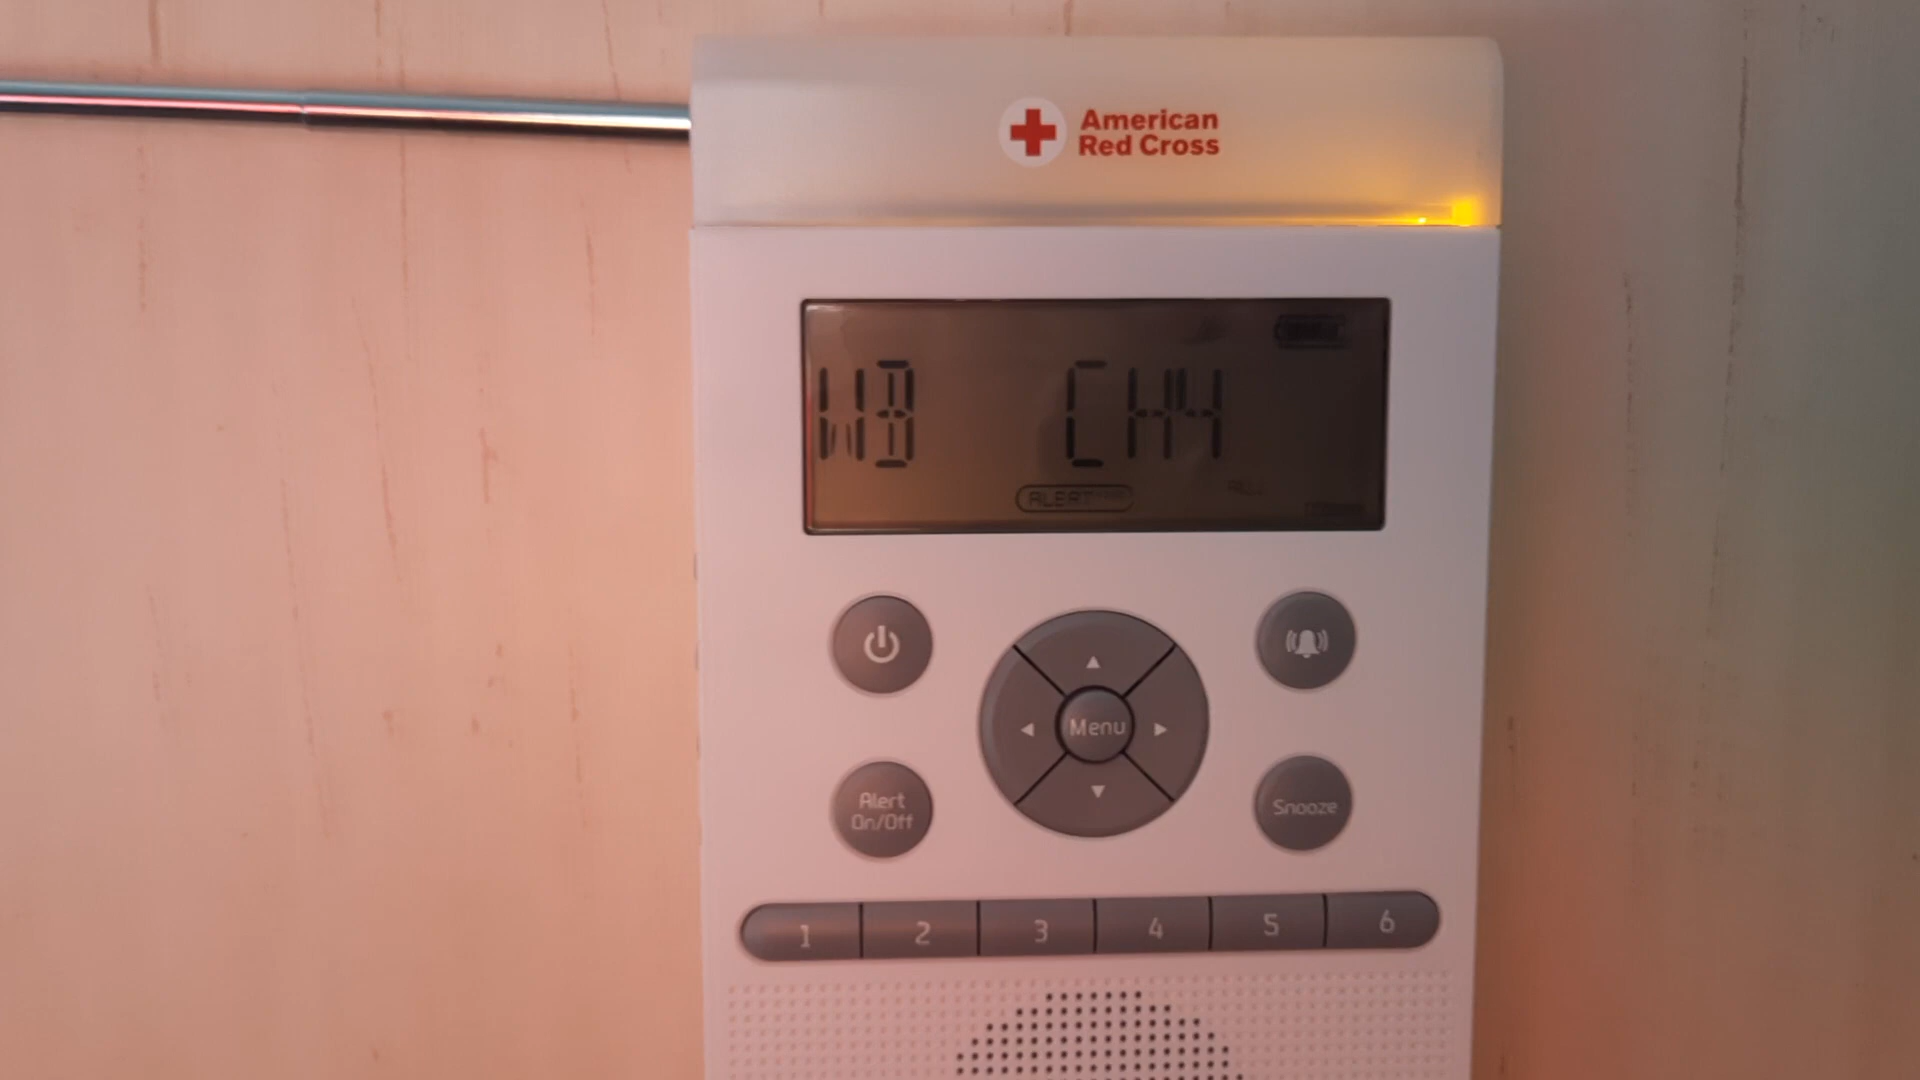 American
Red Cross
WB CH4
ALERT
Menu
Alert
On/Off
Snooze
1 2 3 4 5 6